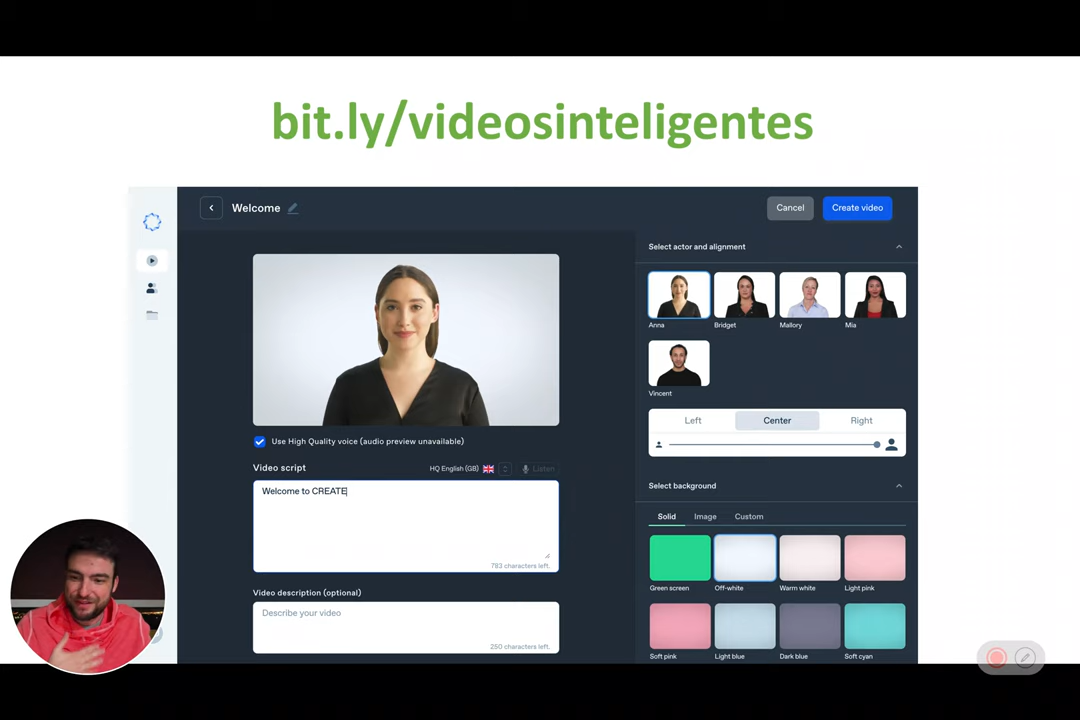 bit.ly/videosinteligentes
Welcome
Cancel
Create video
Select actor and alignment
Anna
Bridget
Mallory
Mia
Vincent
Left
Center
Right
Use High Quality voice (audio preview unavailable)
Video script
HQ English (GB)
Listen
Welcome to CREATE
783 characters left.
Video description (optional)
Describe your video
250 characters left.
Select background
Solid
Image
Custom
Green screen
Off-white
Warm white
Light pink
Soft pink
Light blue
Dark blue
Soft cyan